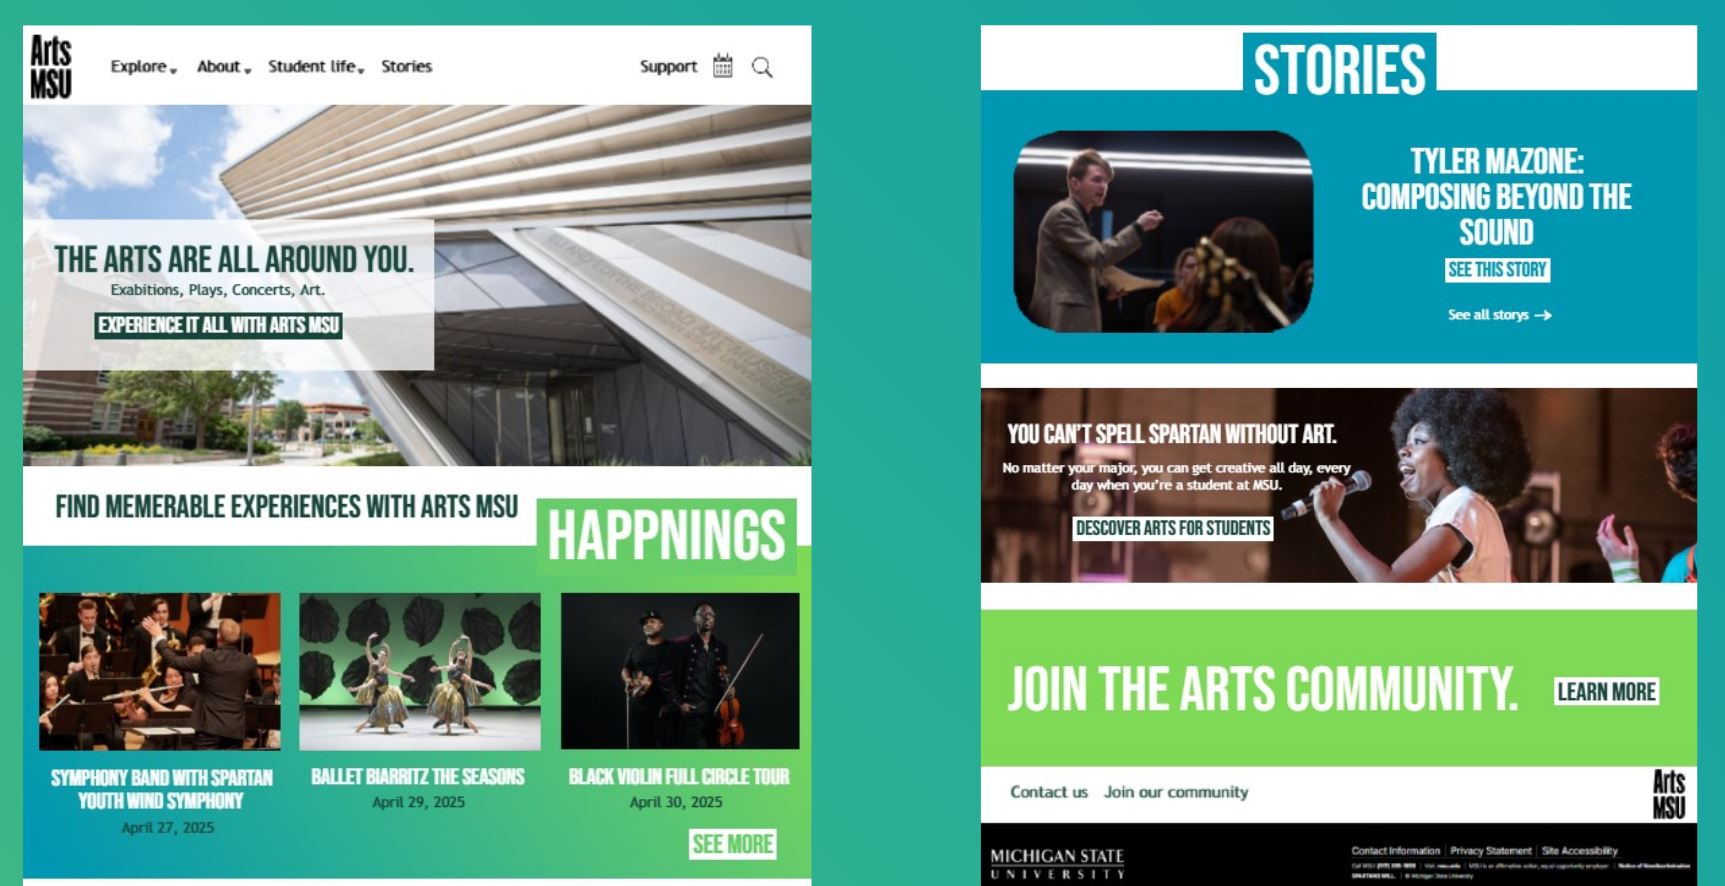 Arts
MSU
Explore
About
Student life
Stories
Support
THE ARTS ARE ALL AROUND YOU.
Exabitions, Plays, Concerts, Art.
EXPERIENCE IT ALL WITH ARTS MSU
FIND MEMERABLE EXPERIENCES WITH ARTS MSU
HAPPNINGS
SYMPHONY BAND WITH SPARTAN
YOUTH WIND SYMPHONY
April 27, 2025
BALLET BIARRITZ THE SEASONS
April 29, 2025
BLACK VIOLIN FULL CIRCLE TOUR
April 30, 2025
SEE MORE
STORIES
TYLER MAZONE:
COMPOSING BEYOND THE
SOUND
SEE THIS STORY
See all storys →
YOU CAN'T SPELL SPARTAN WITHOUT ART.
No matter your major, you can get creative all day, every
day when you're a student at MSU.
DESCOVER ARTS FOR STUDENTS
JOIN THE ARTS COMMUNITY.
LEARN MORE
Contact us
Join our community
Arts
MSU
MICHIGAN STATE
UNIVERSITY
Contact Information | Privacy Statement | Site Accessibility
SPARTANS WILL. | © Michigan State University